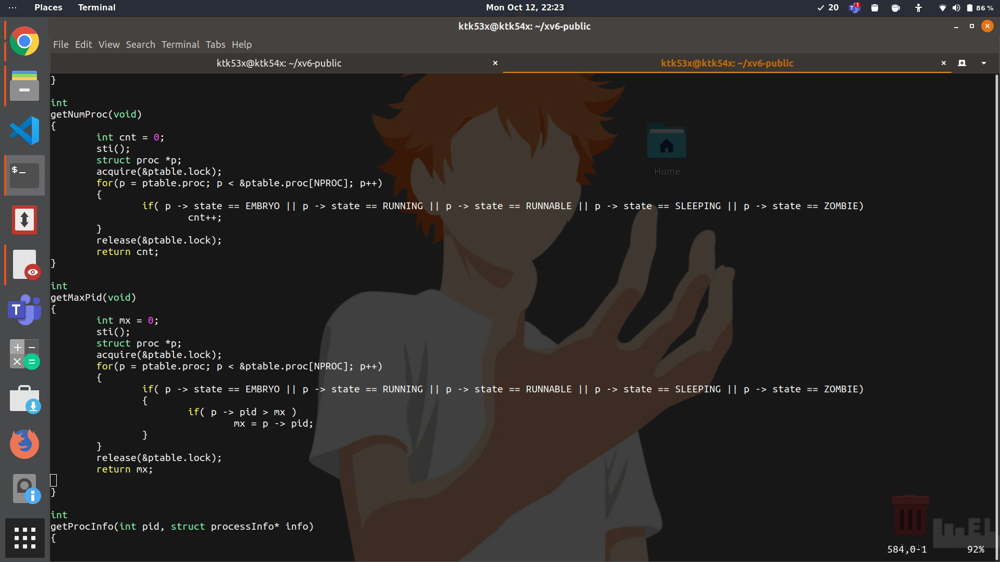 Places Terminal Mon Oct 12, 22:23 20 1 86 %
ktk53x@ktk54x: ~/xv6-public
File Edit View Search Terminal Tabs Help
ktk53x@ktk54x: ~/xv6-public ktk53x@ktk54x: ~/xv6-public
}
int
getNumProc(void)
{
int cnt = 0;
sti();
struct proc *p;
acquire(&ptable.lock);
for(p = ptable.proc; p < &ptable.proc[NPROC]; p++)
{
if( p -> state == EMBRYO || p -> state == RUNNING || p -> state == RUNNABLE || p -> state == SLEEPING || p -> state == ZOMBIE)
cnt++;
}
release(&ptable.lock);
return cnt;
}
int
getMaxPid(void)
{
int mx = 0;
sti();
struct proc *p;
acquire(&ptable.lock);
for(p = ptable.proc; p < &ptable.proc[NPROC]; p++)
{
if( p -> state == EMBRYO || p -> state == RUNNING || p -> state == RUNNABLE || p -> state == SLEEPING || p -> state == ZOMBIE)
{
if( p -> pid > mx )
mx = p -> pid;
}
}
release(&ptable.lock);
return mx;
}
int
getProcInfo(int pid, struct processInfo* info)
{
584,0-1 92%
Home
Trash
$_
T